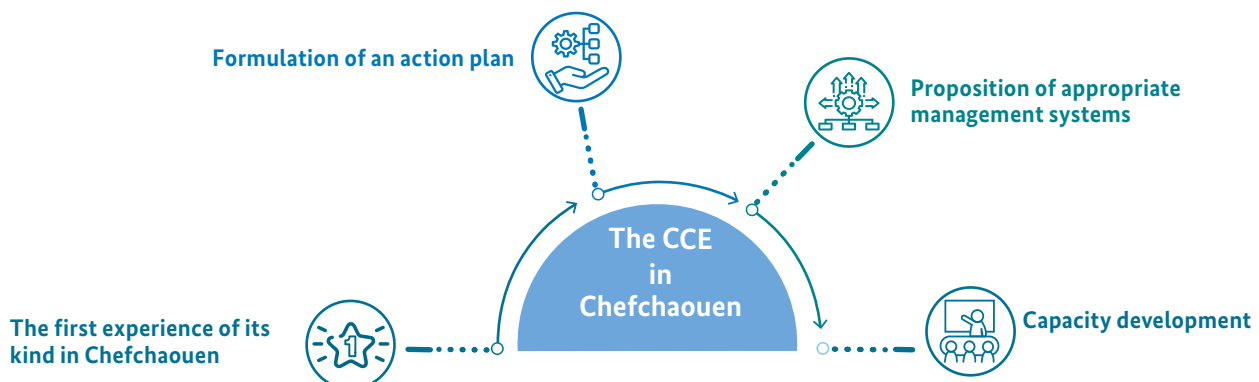 Formulation of an action plan
Proposition of appropriate
management systems
The CCE
in
Chefchaouen
The first experience of its
kind in Chefchaouen
1
Capacity development